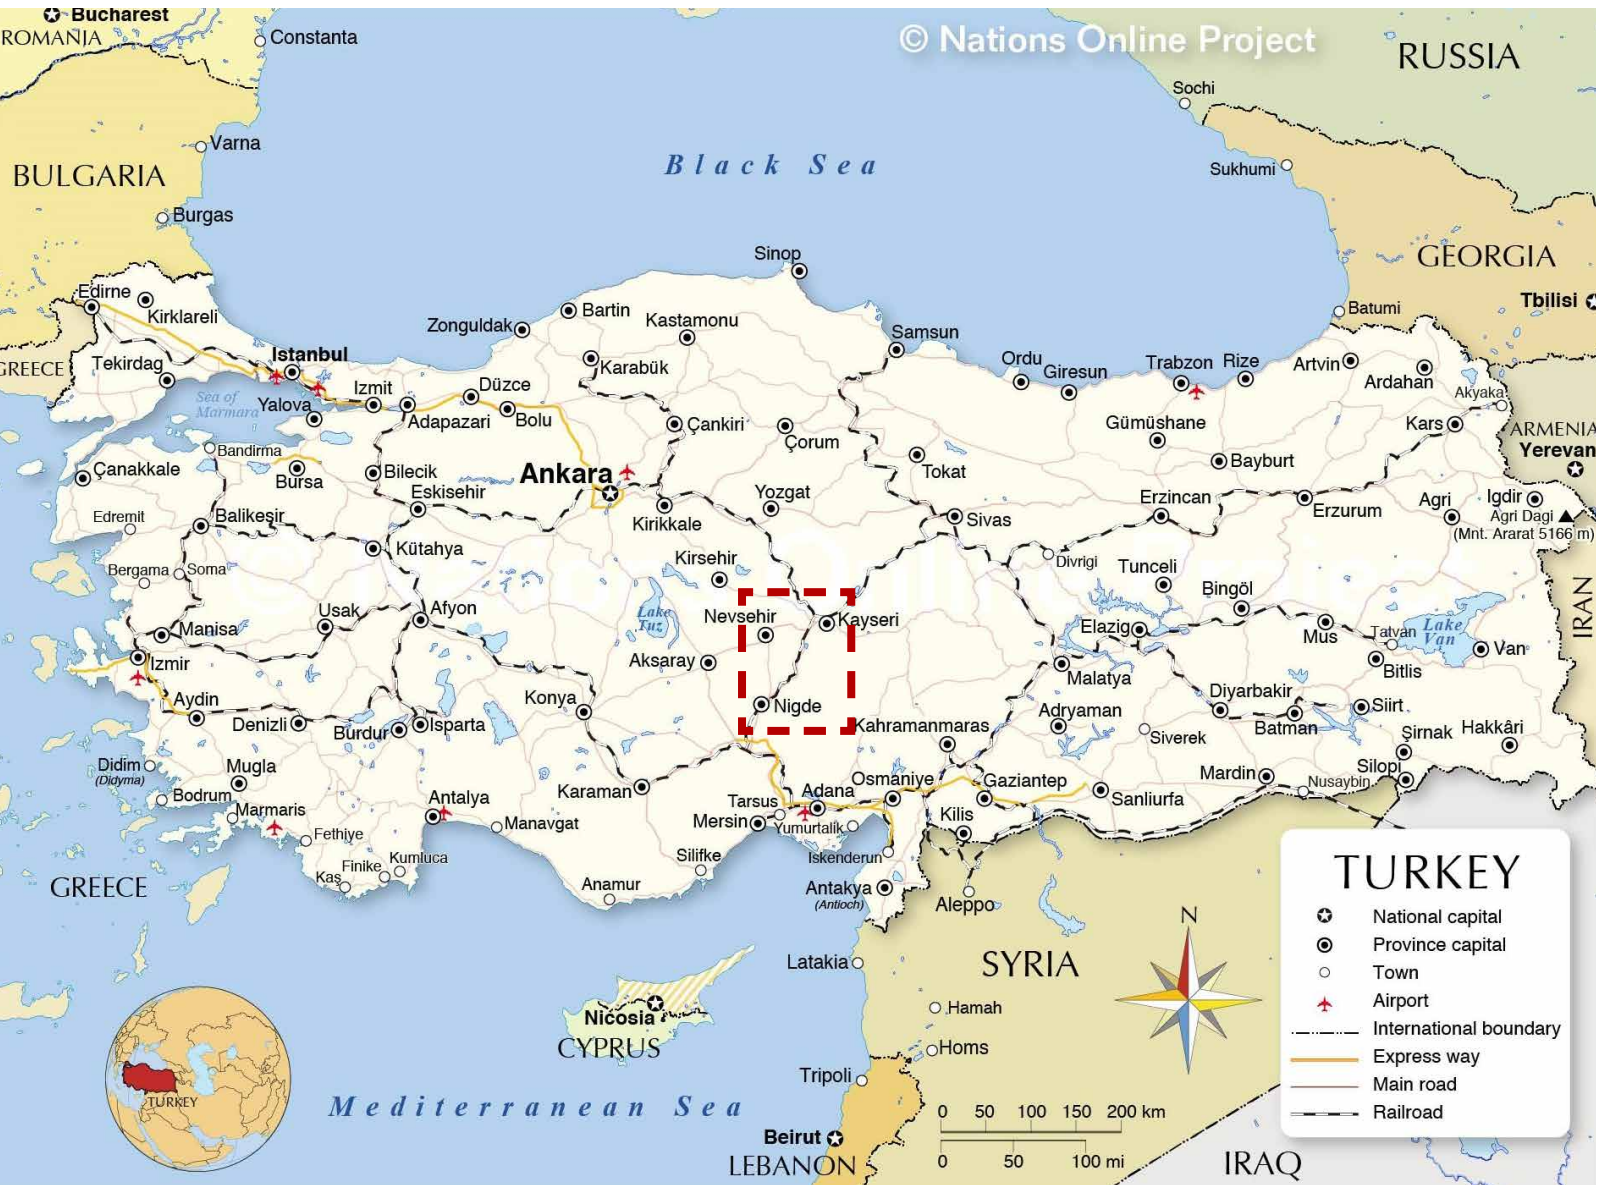 Bucharest
ROMANIA
Constanta
© Nations Online Project
RUSSIA
Sochi
Varna
BULGARIA
Black Sea
Sukhumi
Burgas
GEORGIA
Sinop
Tbilisi
Edirne
Kirklareli
Bartin
Zonguldak
Kastamonu
Samsun
Batumi
GREECE
Tekirdag
Istanbul
Karabük
Ordu
Giresun
Trabzon
Rize
Artvin
Ardahan
Akyaka
Sea of
Marmara
Yalova
Izmit
Düzce
Adapazari
Bolu
Çankiri
Çorum
Gümüshane
Kars
ARMENIA
Yerevan
Bandirma
Çanakkale
Bursa
Bilecik
Ankara
Tokat
Bayburt
Eskisehir
Yozgat
Erzincan
Erzurum
Agri
Igdir
Agri Dagi
(Mnt. Ararat 5166 m)
Edremit
Balikeşir
Kirikkale
Sivas
Kütahya
Kirsehir
Divrigi
Tunceli
Bergama
Soma
Bingöl
IRAN
Usak
Afyon
Lake
Tuz
Nevsehir
Kayseri
Manisa
Elazig
Mus
Tatvan
Lake
Van
Van
Izmir
Aksaray
Malatya
Bitlis
Aydin
Konya
Nigde
Diyarbakir
Siirt
Denizli
Burdur
Isparta
Kahramanmaras
Adryaman
Siverek
Batman
Şirnak
Hakkâri
Didim
(Didyma)
Mugla
Silopi
Bodrum
Marmaris
Antalya
Karaman
Osmaniye
Gaziantep
Mardin
Nusaybin
Tarsus
Adana
Sanliurfa
Mersin
Yumurtalik
Kilis
Manavgat
Fethiye
Finike
Kumluca
Kaş
Silifke
Iskenderun
Anamur
Antakya
(Antioch)
Aleppo
GREECE
TURKEY
National capital
Province capital
Town
Airport
International boundary
Express way
Main road
Railroad
N
Latakia
SYRIA
Hamah
Nicosia
CYPRUS
Homs
Tripoli
TURKEY
Mediterranean Sea
0 50 100 150 200 km
0 50 100 mi
Beirut
LEBANON
IRAQ